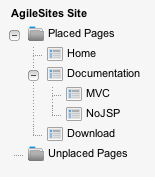 AgileSites Site
Placed Pages
Home
Documentation
MVC
NoJSP
Download
Unplaced Pages